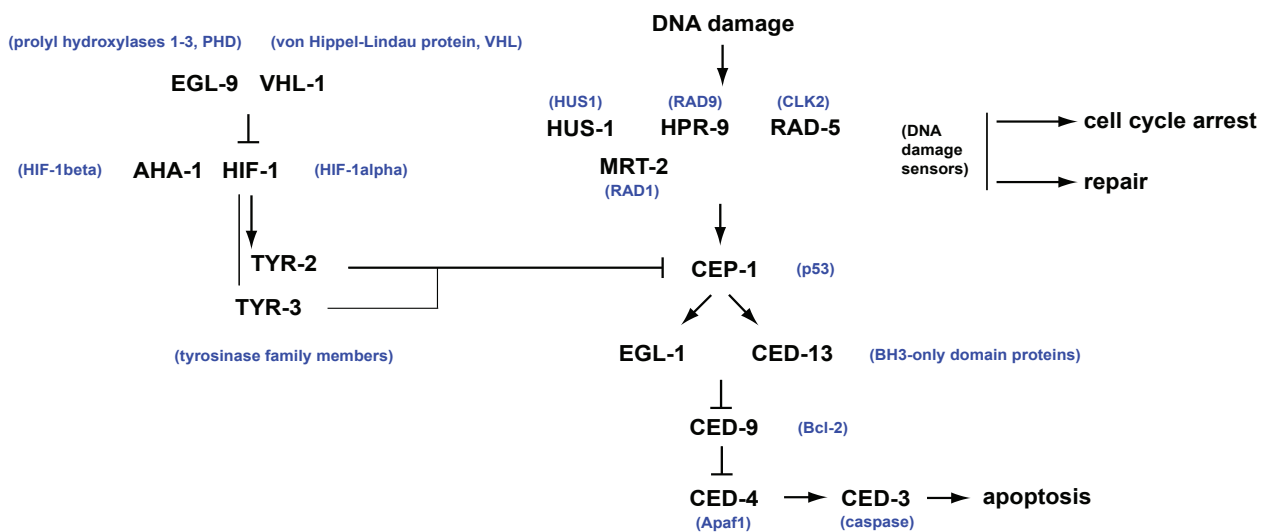 DNA damage
(prolyl hydroxylases 1-3, PHD) (von Hippel-Lindau protein, VHL)
EGL-9 VHL-1
(HUS1) (RAD9) (CLK2)
HUS-1 HPR-9 RAD-5
(DNA
damage
sensors)
cell cycle arrest
repair
(HIF-1beta) AHA-1 HIF-1 (HIF-1alpha)
MRT-2
(RAD1)
TYR-2
CEP-1 (p53)
TYR-3
(tyrosinase family members)
EGL-1 CED-13 (BH3-only domain proteins)
CED-9 (Bcl-2)
CED-4 CED-3 apoptosis
(Apaf1) (caspase)